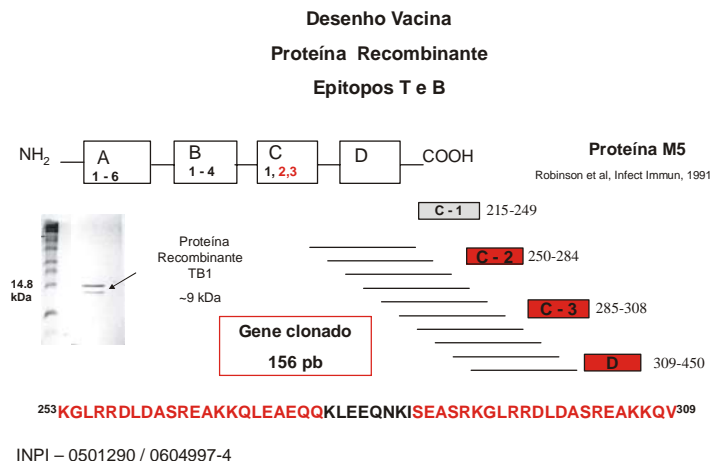 Desenho Vacina
Proteína Recombinante
Epitopos T e B
NH2 A B C D COOH
1 - 6 1 - 4 1, 2,3
Proteína M5
Robinson et al, Infect Immun, 1991
C - 1 215-249
C - 2 250-284
C - 3 285-308
D 309-450
14.8
kDa
Proteína
Recombinante
TB1
~9 kDa
Gene clonado
156 pb
253KGLRRDLDASREAKKQLEAEQQKLEEQNKISEASRKGLRRDLDASREAKKQV309
INPI – 0501290 / 0604997-4